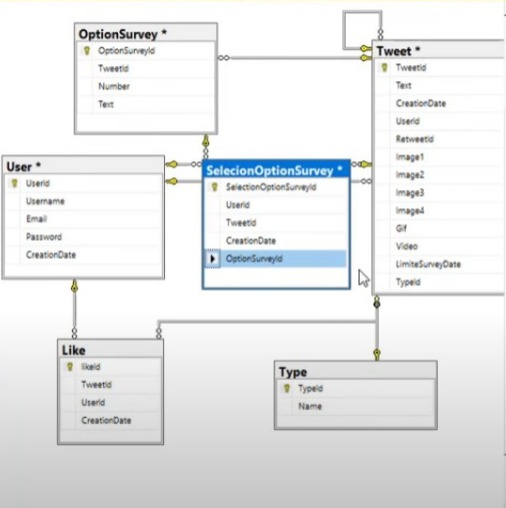 OptionSurvey *
OptionSurveyId
TweetId
Number
Text
Tweet *
TweetId
Text
CreationDate
UserId
RetweetId
Image1
Image2
Image3
Image4
Gif
Video
LimiteSurveyDate
TypeId
User *
UserId
Username
Email
Password
CreationDate
SelecionOptionSurvey *
SelectionOptionSurveyId
UserId
TweetId
CreationDate
OptionSurveyId
Like
likeId
TweetId
UserId
CreationDate
Type
TypeId
Name